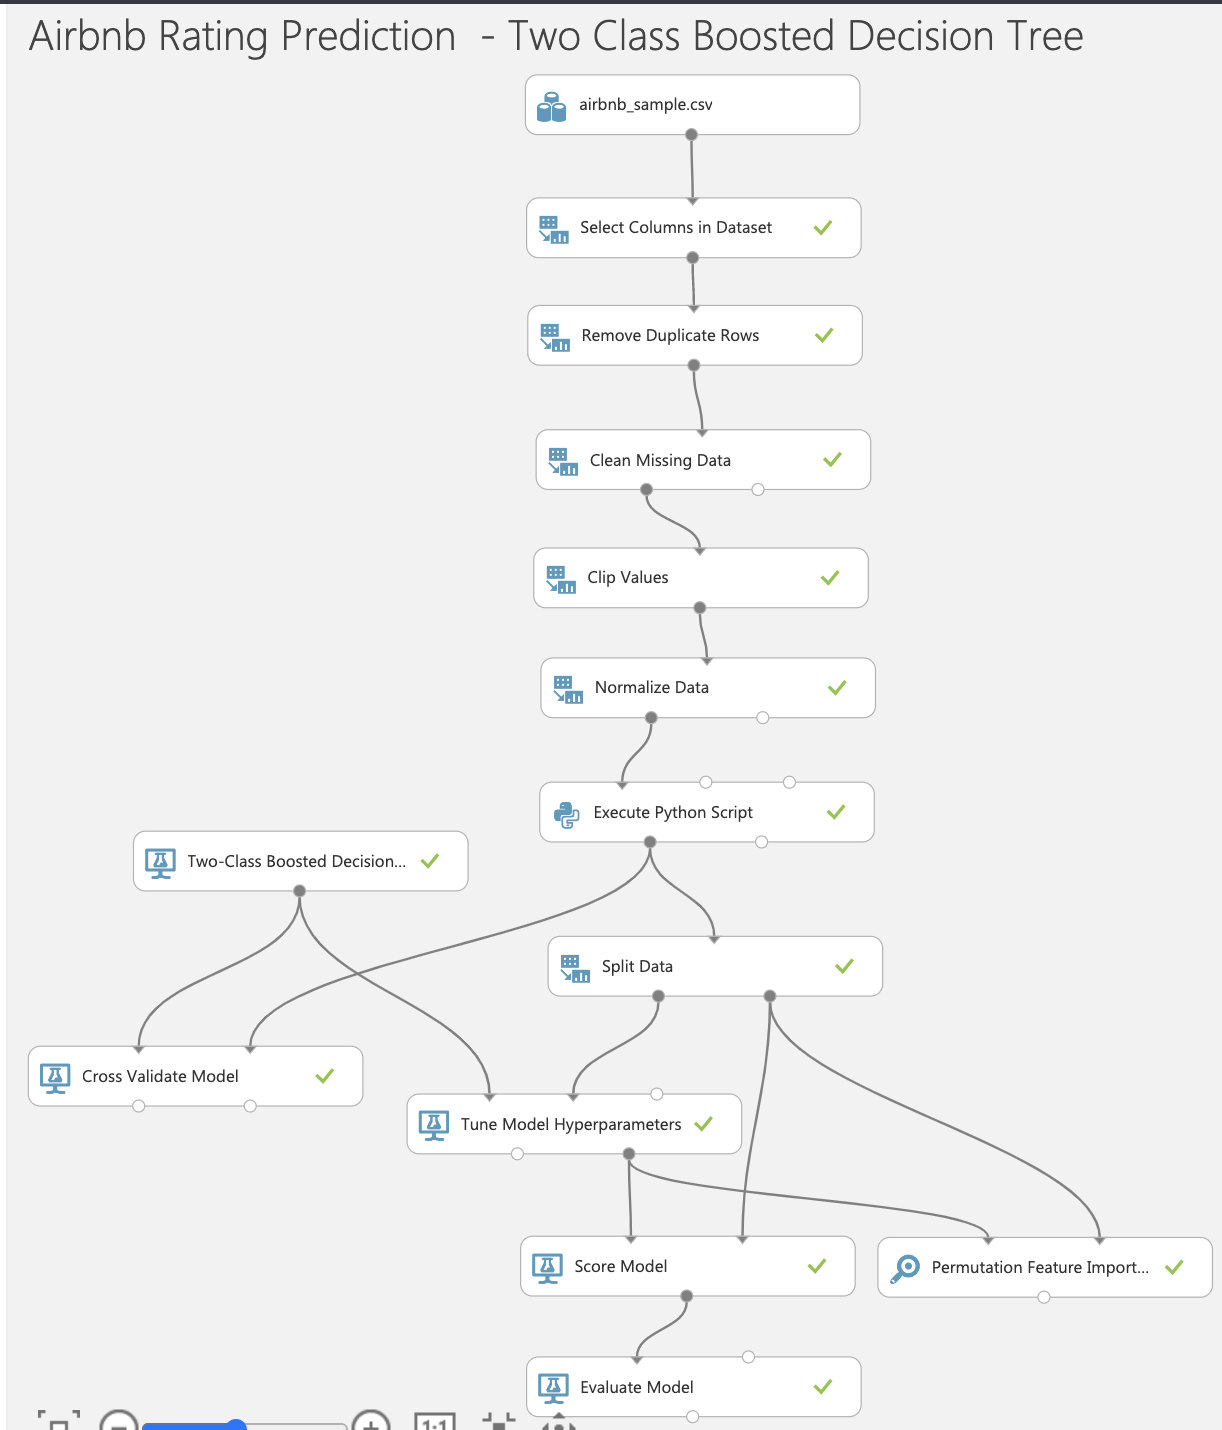 Airbnb Rating Prediction - Two Class Boosted Decision Tree
airbnb_sample.csv
Select Columns in Dataset
Remove Duplicate Rows
Clean Missing Data
Clip Values
Normalize Data
Execute Python Script
Two-Class Boosted Decision...
Split Data
Cross Validate Model
Tune Model Hyperparameters
Score Model
Permutation Feature Import...
Evaluate Model
1:1